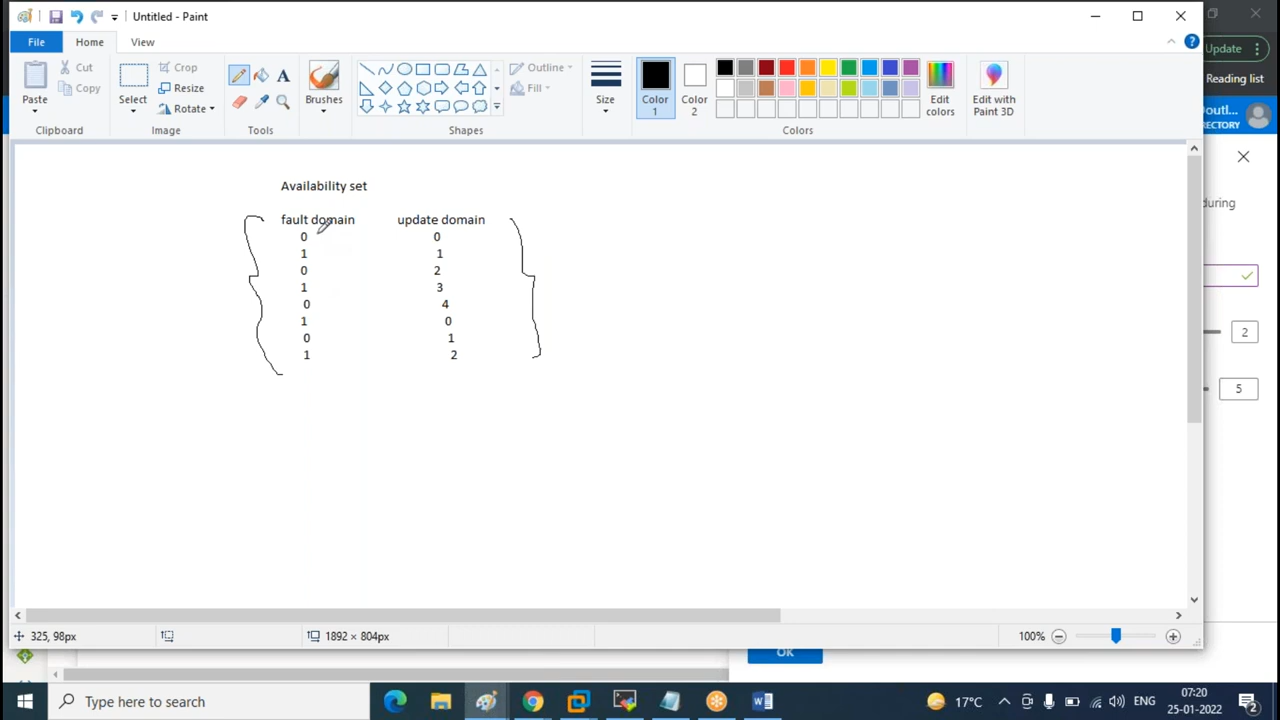 Untitled - Paint
File Home View
Update
Reading list
Paste
Cut
Copy
Clipboard
Select
Crop
Resize
Rotate
Image
A
Tools
Brushes
Shapes
Outline
Fill
Size
Color 1
Color 2
Colors
Edit colors
Edit with Paint 3D
outl...
RECTORY
during
2
5
Availability set
fault domain update domain
0 0
1 1
0 2
1 3
0 4
1 0
0 1
1 2
325, 98px
1892 × 804px
100%
OK
Type here to search
17°C
ENG
07:20
25-01-2022
2